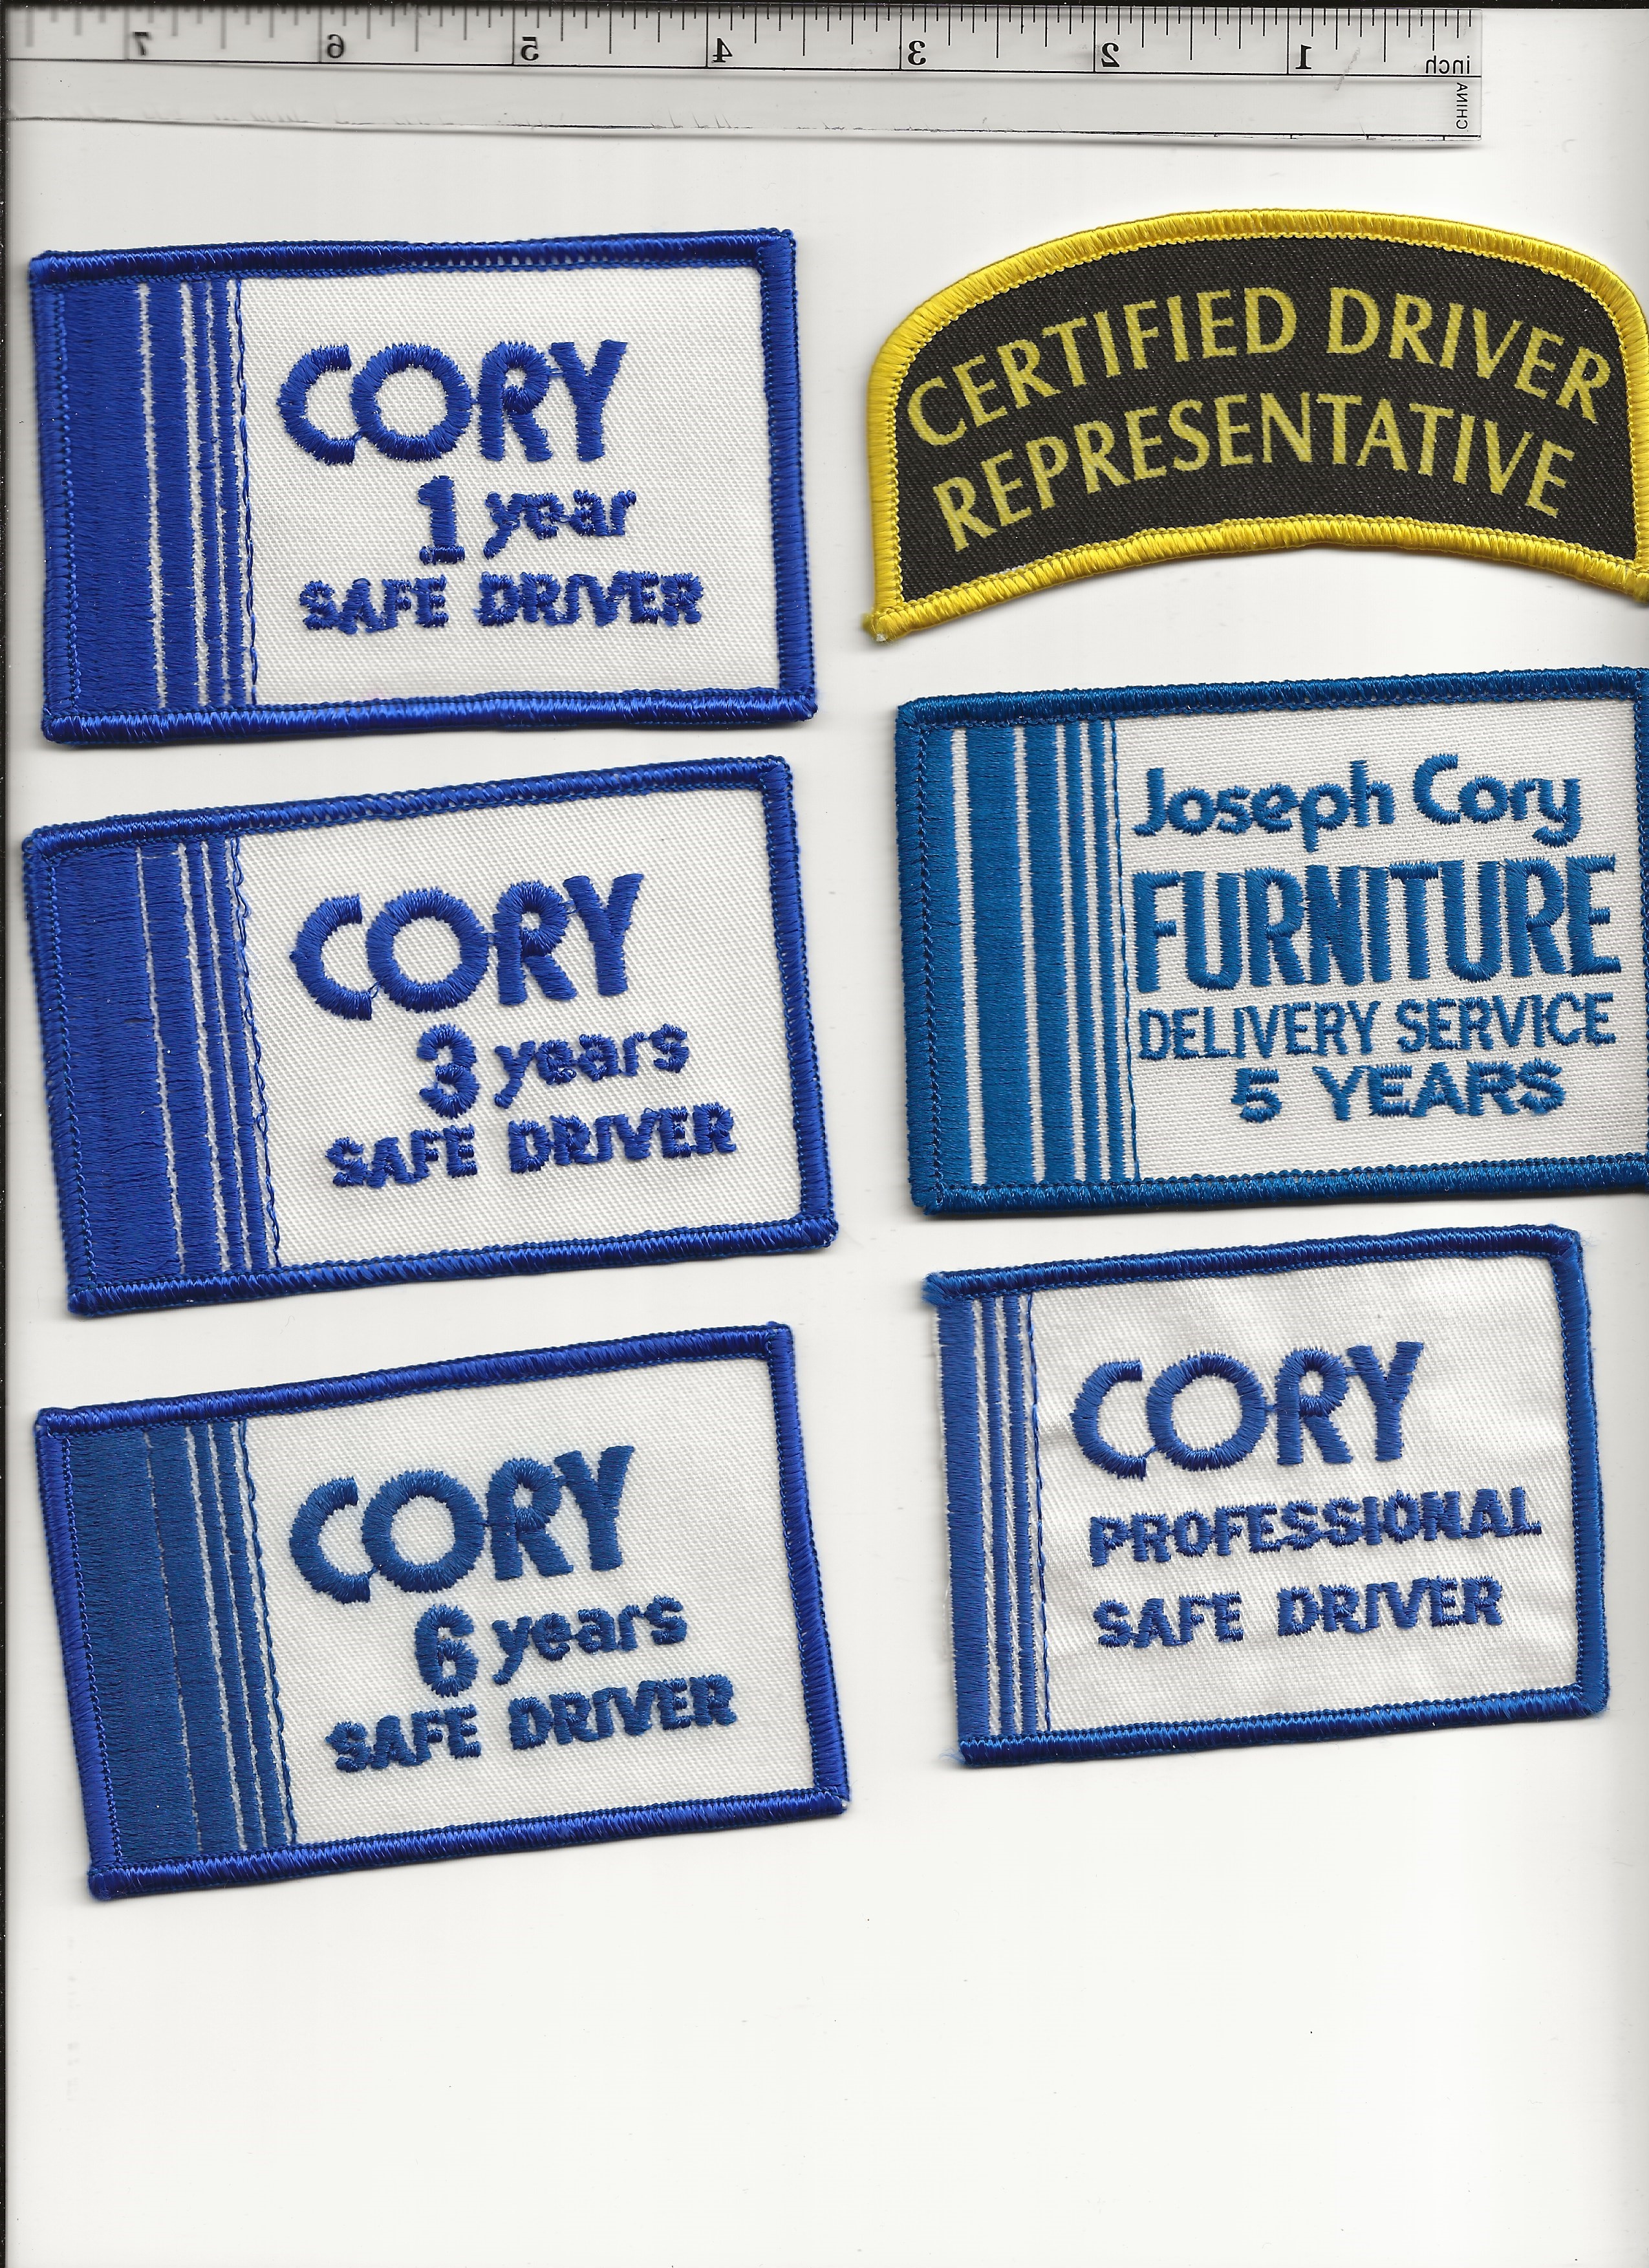 7 6 5 4 3 2 1 inch
CHINA
CORY
1 year
SAFE DRIVER
CERTIFIED DRIVER
REPRESENTATIVE
CORY
3 years
SAFE DRIVER
Joseph Cory
FURNITURE
DELIVERY SERVICE
5 YEARS
CORY
6 years
SAFE DRIVER
CORY
PROFESSIONAL
SAFE DRIVER